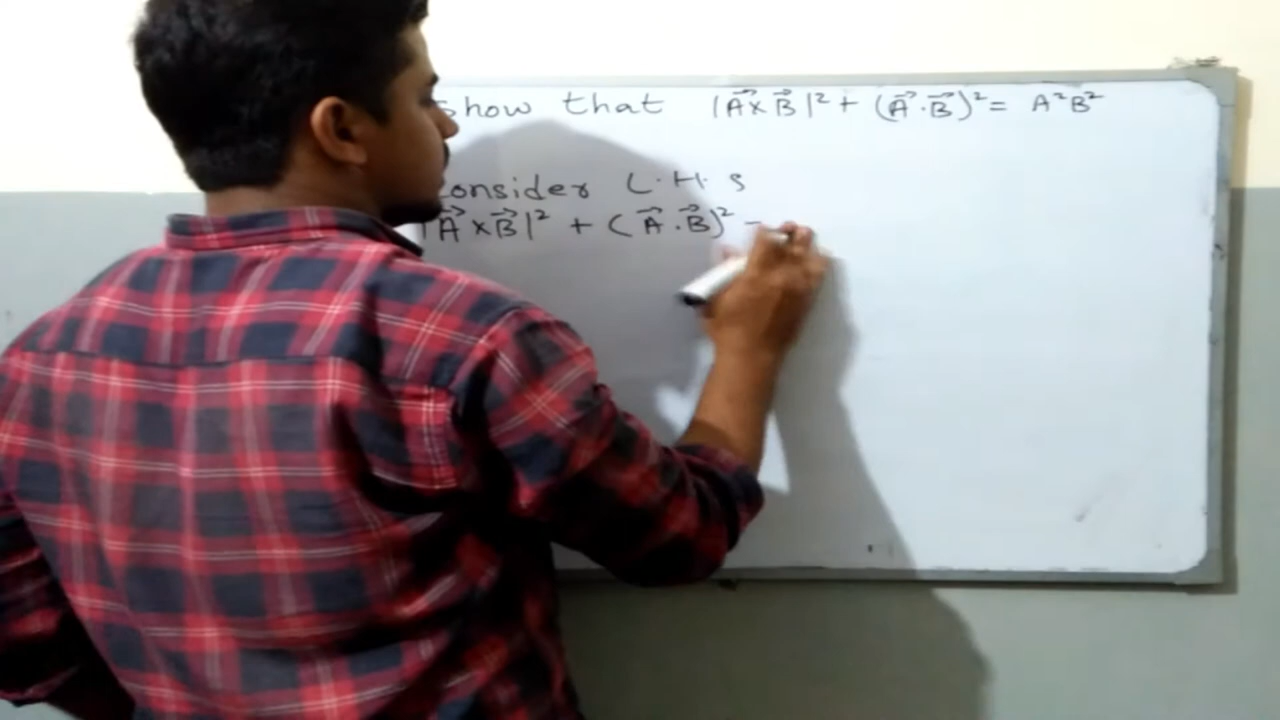 show that |A⃗ × B⃗|² + (A⃗ · B⃗)² = A²B²
consider L.H.S
|A⃗ × B⃗|² + (A⃗ · B⃗)² -